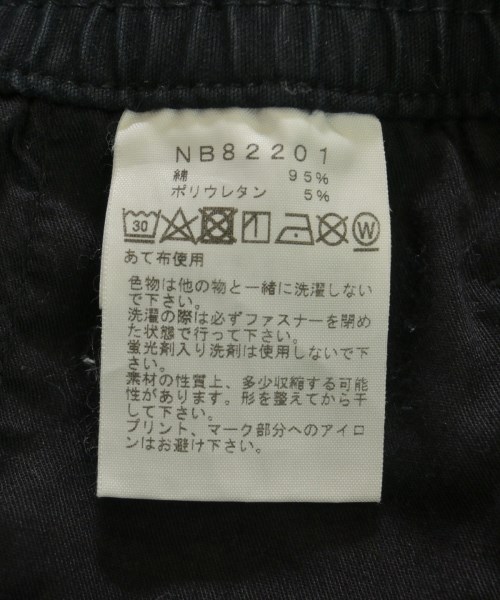 NB82201
綿 95%
ポリウレタン 5%
30 W
あて布使用
色物は他の物と一緒に洗濯しない
で下さい。
洗濯の際は必ずファスナーを閉め
た状態で行って下さい。
蛍光剤入り洗剤は使用しないで下
さい。
素材の性質上、多少収縮する可能
性があります。形を整えてから干
して下さい。
プリント、マーク部分へのアイロ
ンはお避け下さい。